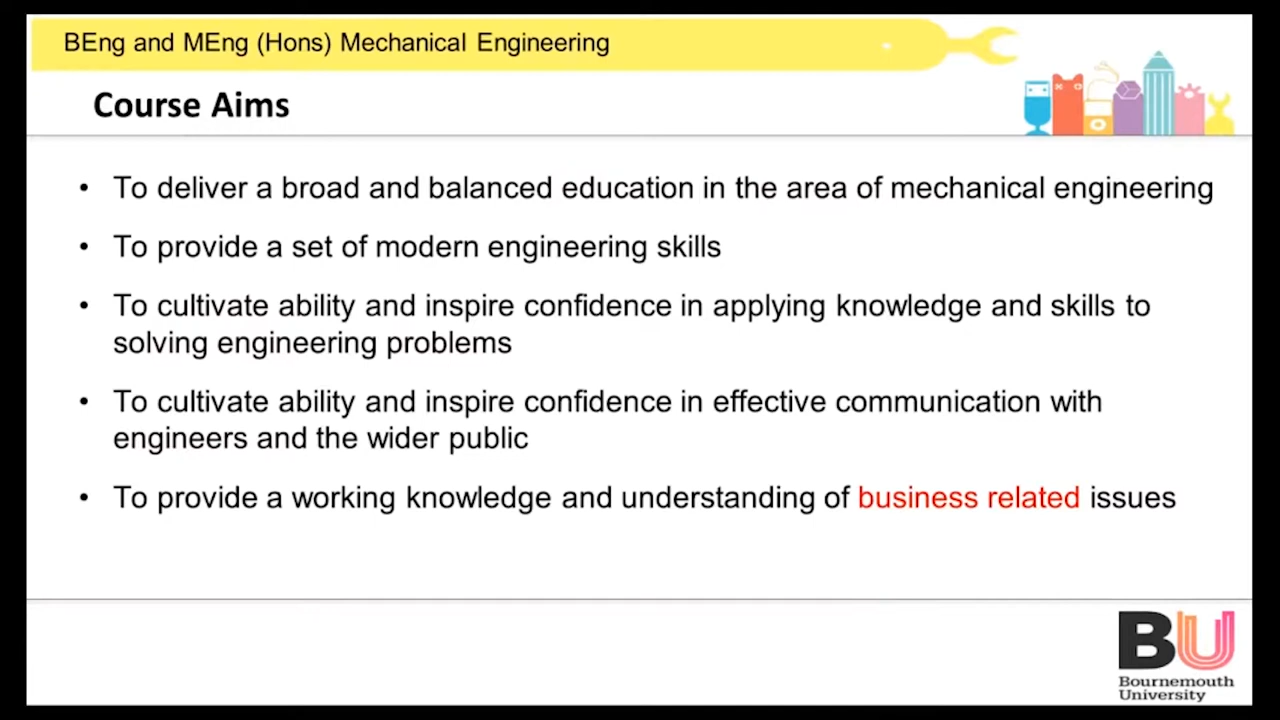 BEng and MEng (Hons) Mechanical Engineering
Course Aims
• To deliver a broad and balanced education in the area of mechanical engineering
• To provide a set of modern engineering skills
• To cultivate ability and inspire confidence in applying knowledge and skills to
solving engineering problems
• To cultivate ability and inspire confidence in effective communication with
engineers and the wider public
• To provide a working knowledge and understanding of business related issues
BU
Bournemouth
University